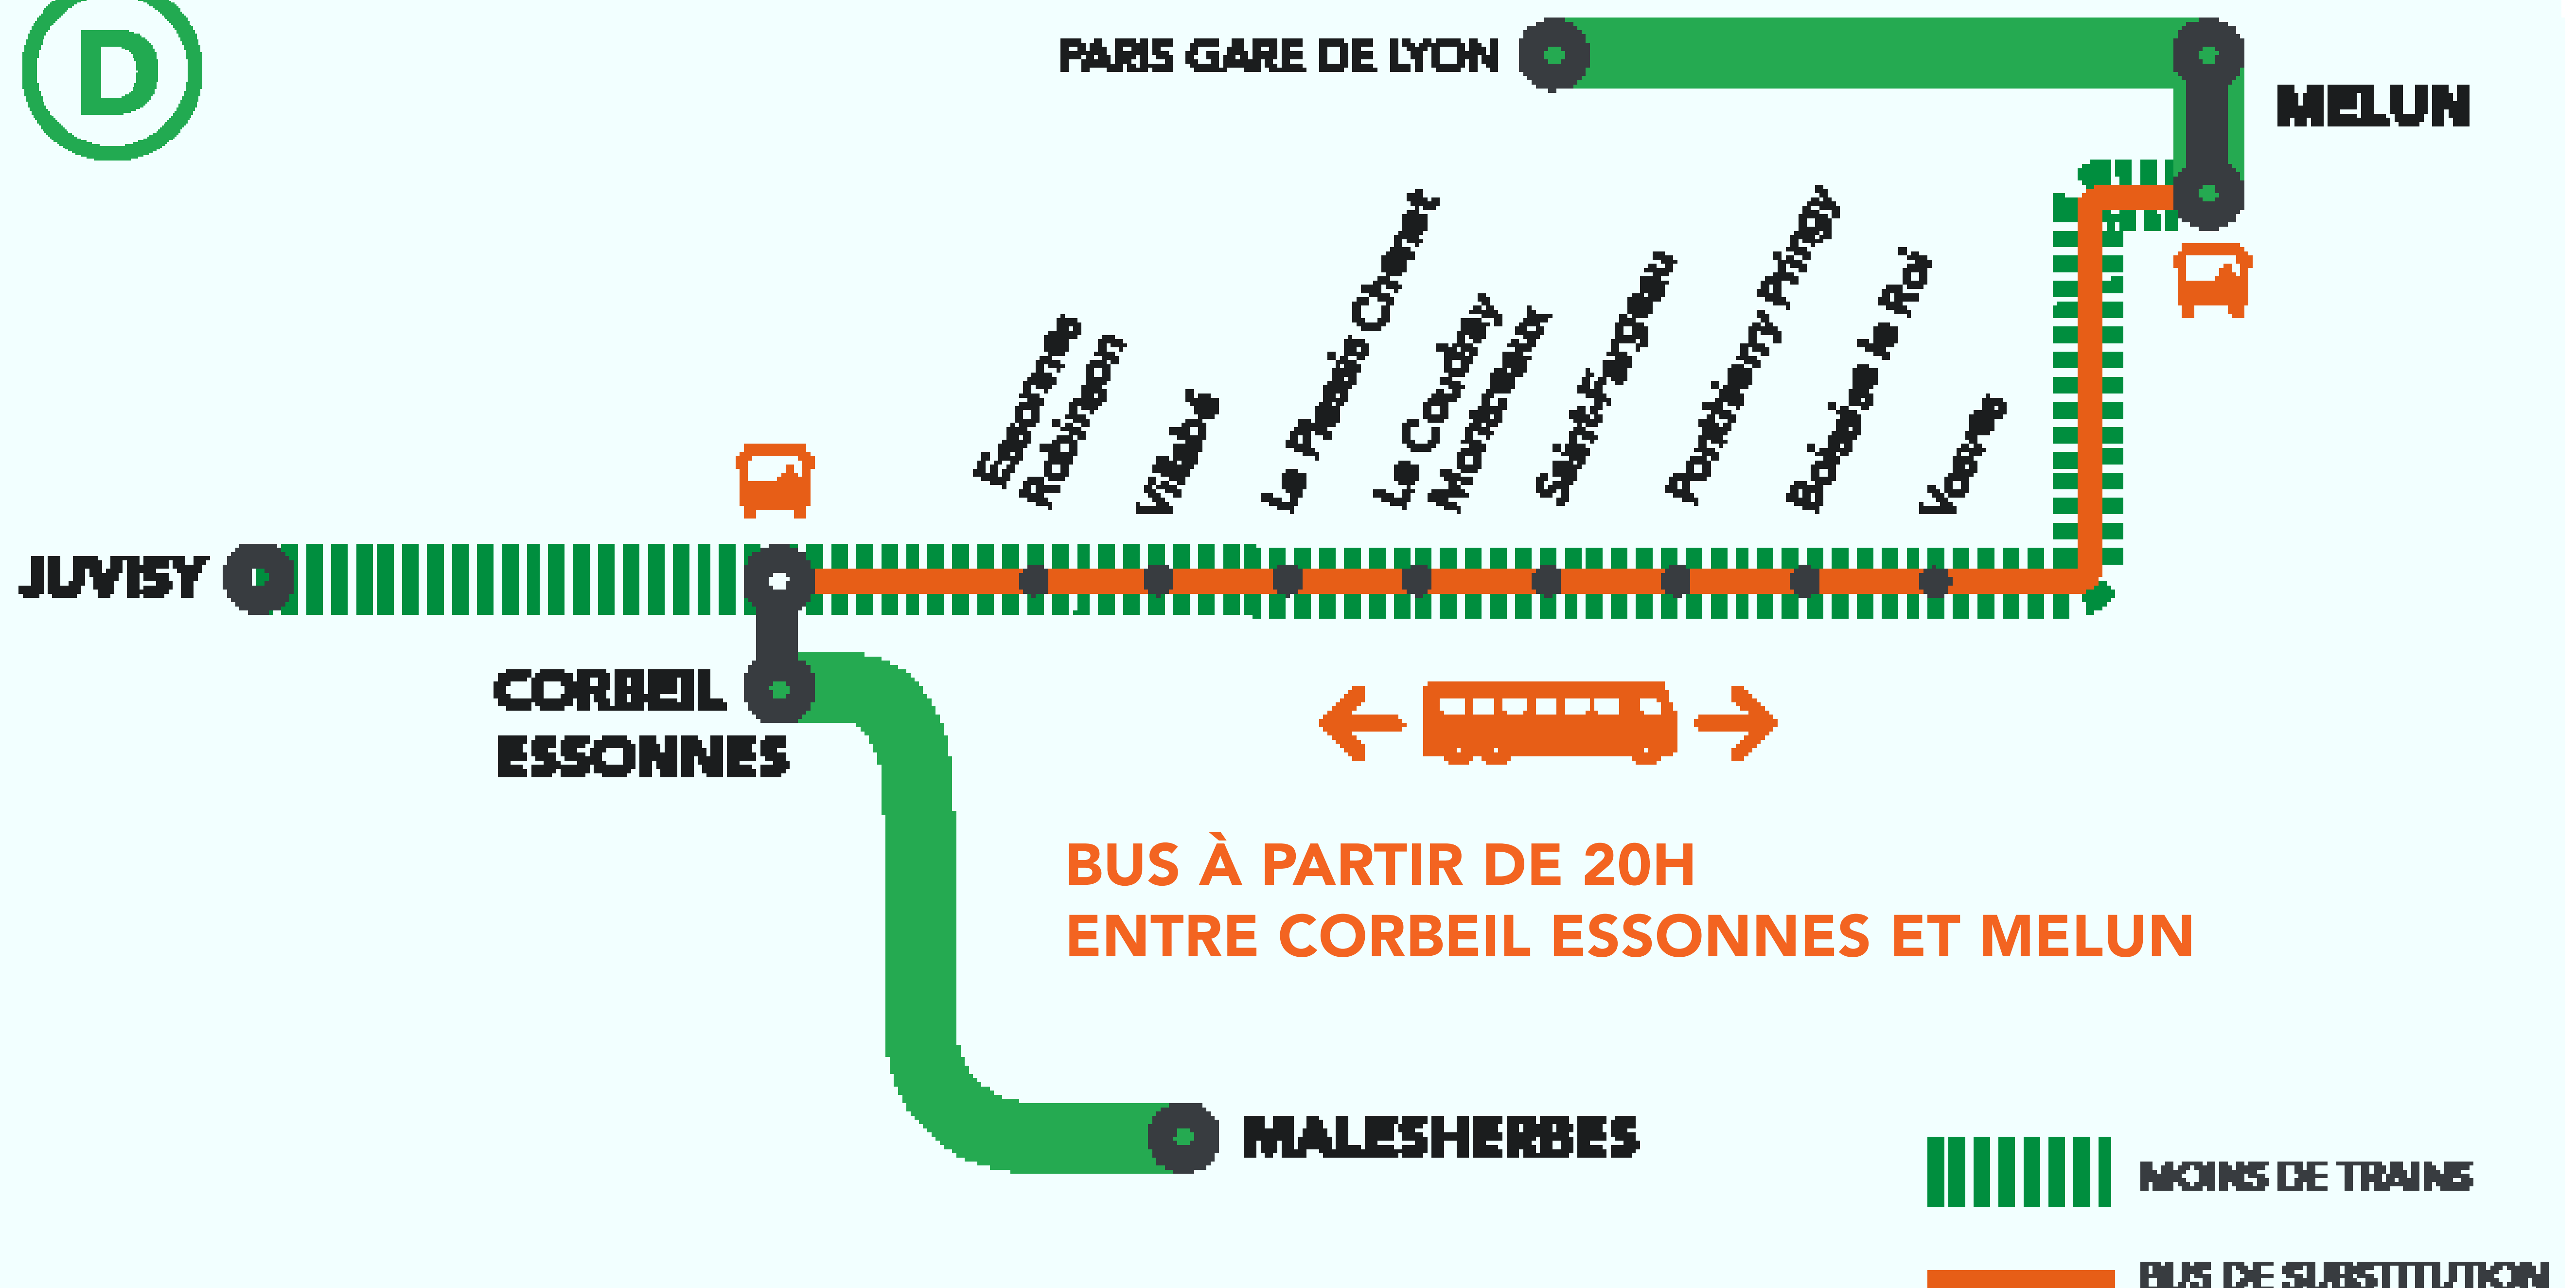 D
PARIS GARE DE LYON
MELUN
Essonnes
Robinson
Villabé
Le Plessis Chenet
Le Coudray
Montceaux
Saint-Fargeau
Ponthierry Pringy
Boissise le Roi
Vosves
JUVISY
CORBEIL
ESSONNES
BUS À PARTIR DE 20H
ENTRE CORBEIL ESSONNES ET MELUN
MALESHERBES
MOINS DE TRAINS
BUS DE SUBSTITUTION